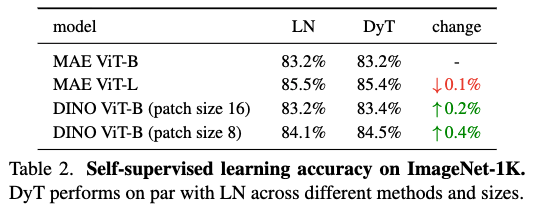 model LN DyT change
MAE ViT-B 83.2% 83.2% -
MAE ViT-L 85.5% 85.4% ↓0.1%
DINO ViT-B (patch size 16) 83.2% 83.4% ↑0.2%
DINO ViT-B (patch size 8) 84.1% 84.5% ↑0.4%
Table 2. Self-supervised learning accuracy on ImageNet-1K.
DyT performs on par with LN across different methods and sizes.